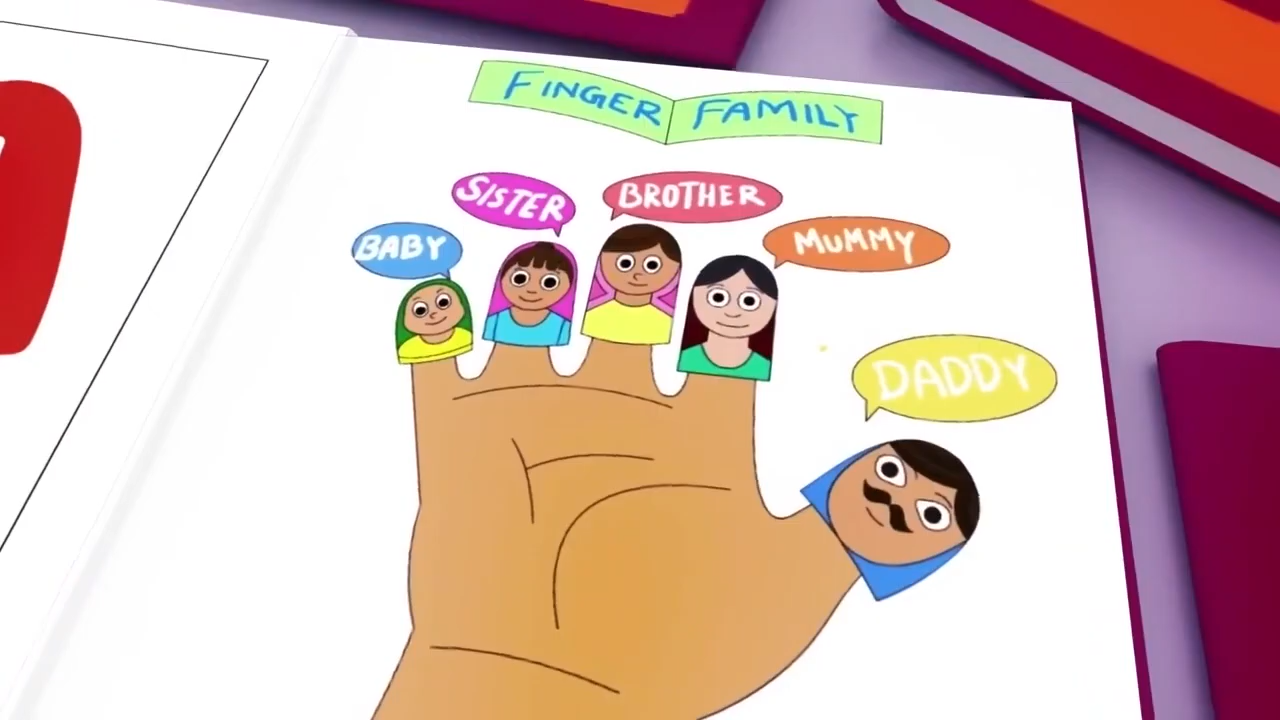 FINGER FAMILY
SISTER
BROTHER
BABY
MUMMY
DADDY